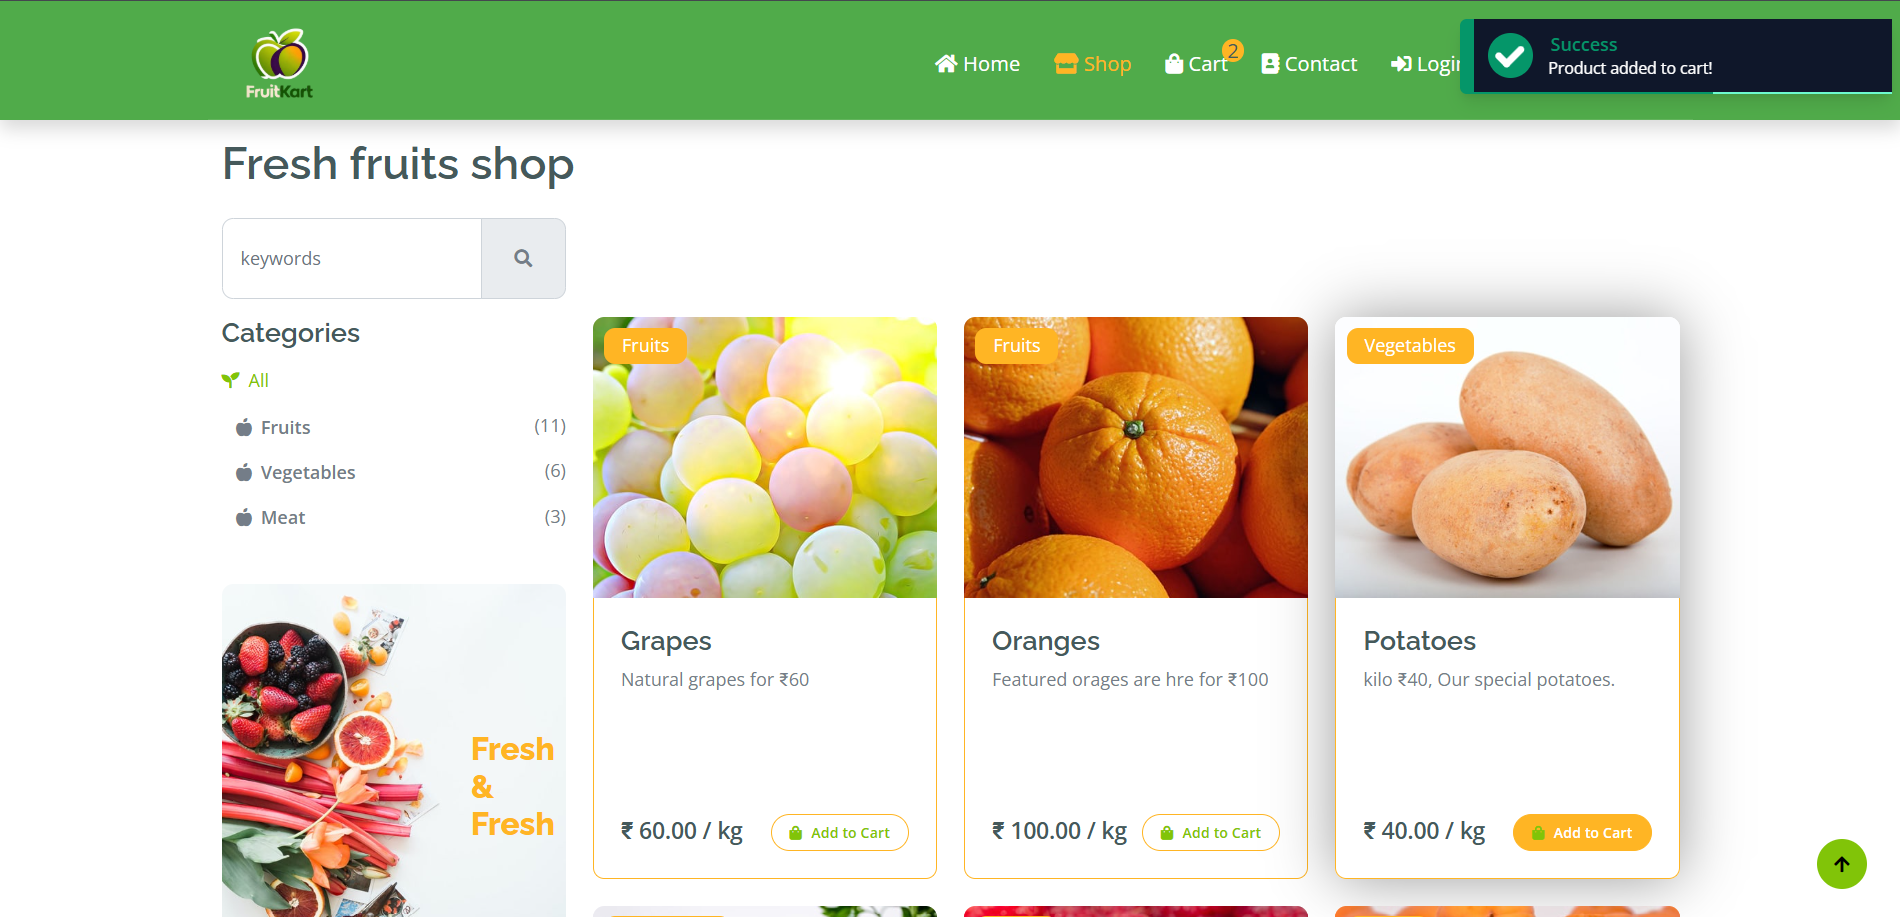 FruitKart
Home
Shop
Cart
2
Contact
Login
Success
Product added to cart!
Fresh fruits shop
keywords
Categories
All
Fruits
(11)
Vegetables
(6)
Meat
(3)
Fresh
&
Fresh
Fruits
Grapes
Natural grapes for ₹60
₹ 60.00 / kg
Add to Cart
Fruits
Oranges
Featured orages are hre for ₹100
₹ 100.00 / kg
Add to Cart
Vegetables
Potatoes
kilo ₹40, Our special potatoes.
₹ 40.00 / kg
Add to Cart